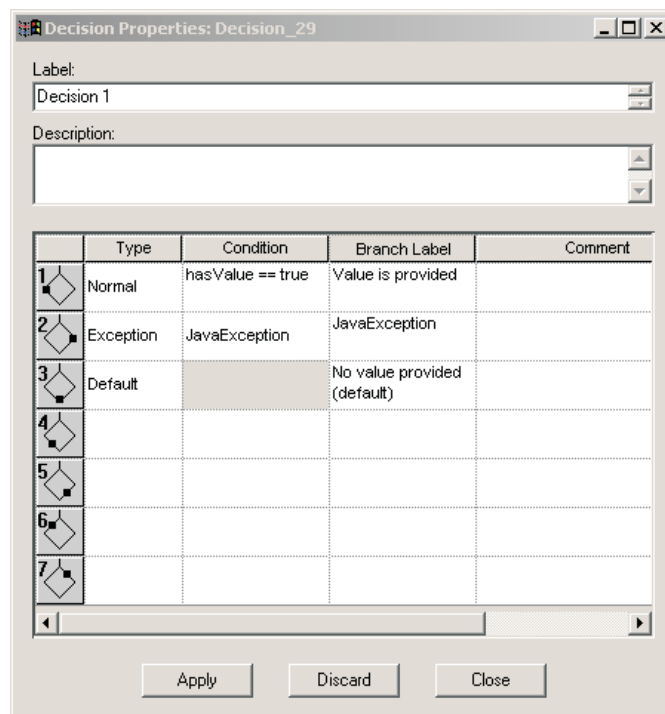 Decision Properties: Decision_29
Label:
Decision 1
Description:
Type Condition Branch Label Comment
1 Normal hasValue == true Value is provided
2 Exception JavaException JavaException
3 Default No value provided
(default)
4
5
6
7
Apply Discard Close